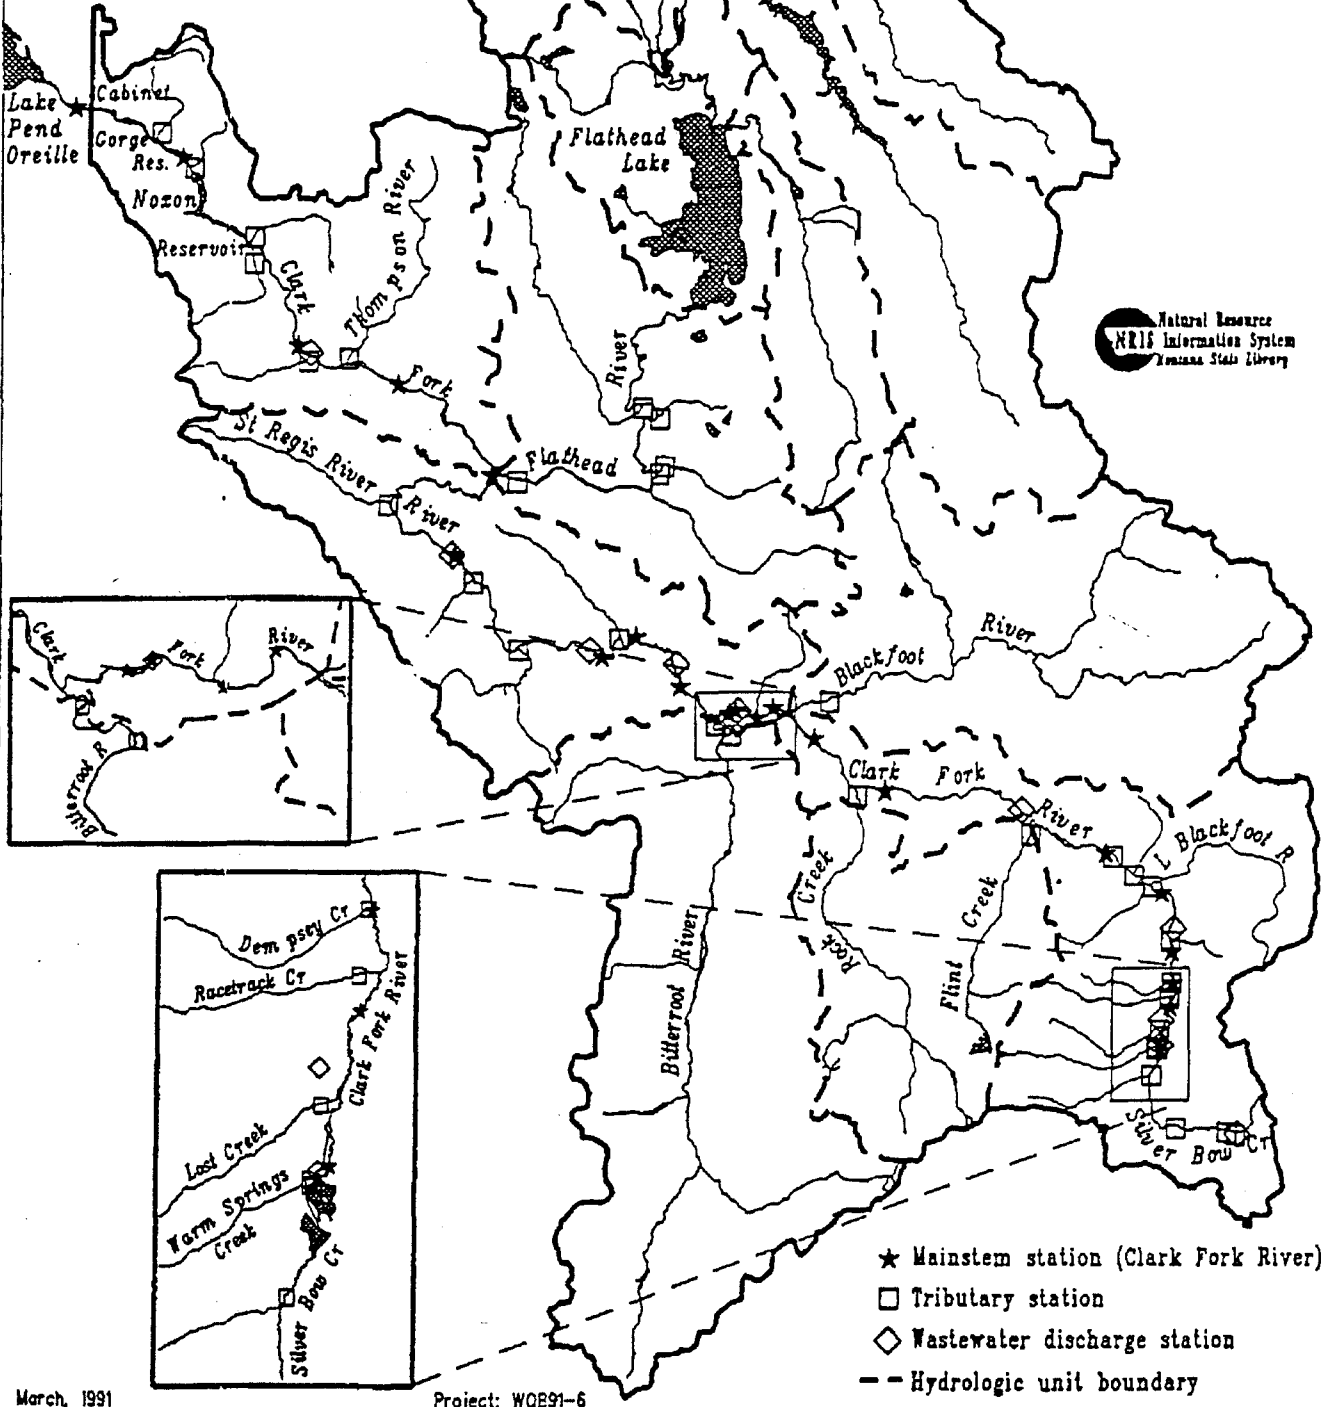 Lake
Pend
Oreille
Cabinet
Gorge
Res.
Noxon
Reservoir
Clark
Thompson River
Fork
Flathead
Lake
River
Flathead
St Regis River
River
Natural Resource
NRIS Information System
Montana State Library
Clark
Fork
River
Bitterroot R
River
Blackfoot
Clark Fork
River
L Blackfoot R
Creek
Rock
Creek
Flint
River
Bitterroot
Silver Bow Cr
Dempsey Cr
Racetrack Cr
Clark Fork River
Lost Creek
Warm Springs
Creek
Silver Bow Cr
Mainstem station (Clark Fork River)
Tributary station
Wastewater discharge station
Hydrologic unit boundary
March, 1991
Project: WQB91-6